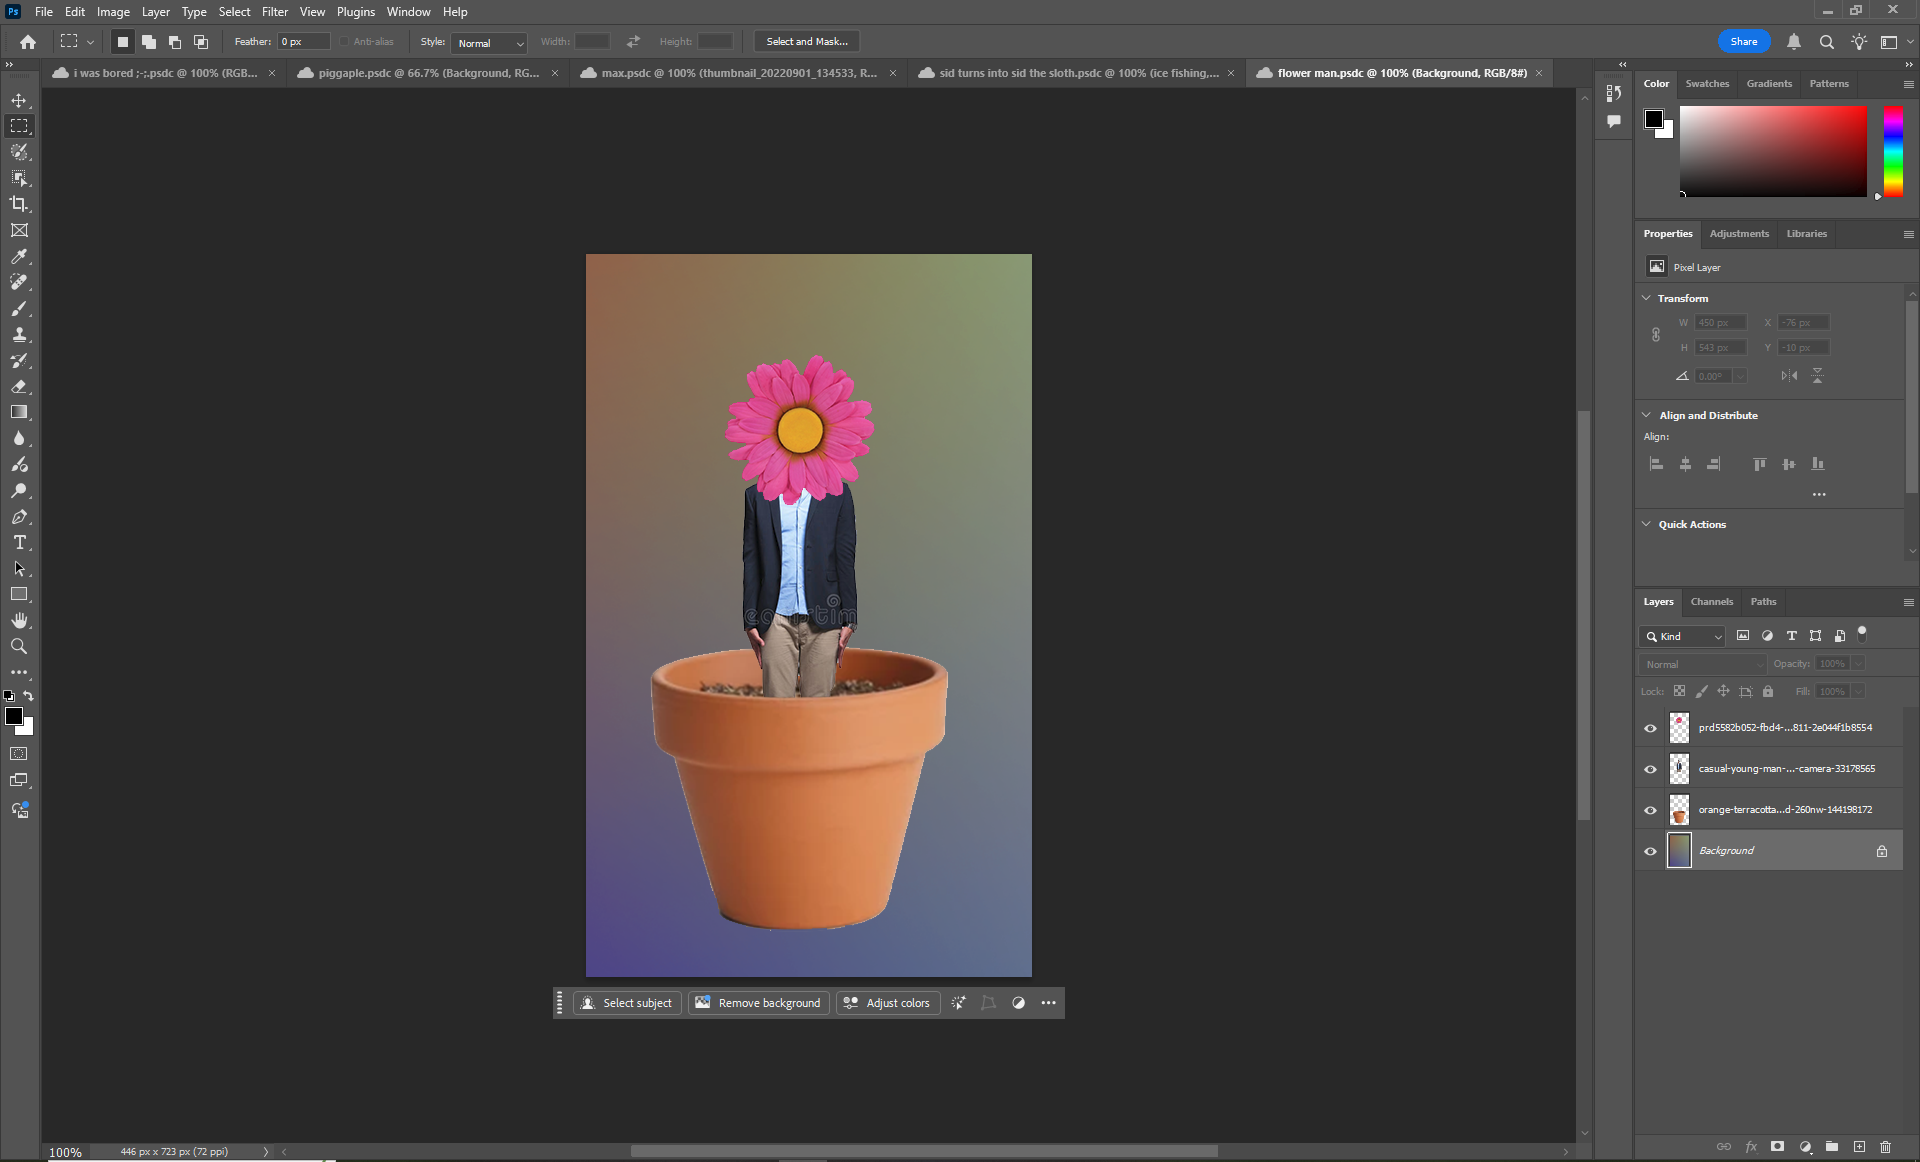 Ps File Edit Image Layer Type Select Filter View Plugins Window Help
Feather: 0 px Anti-alias Style: Normal Width: Height: Select and Mask... Share
i was bored ;-;.psdc @ 100% (RGB... × piggaple.psdc @ 66.7% (Background, RG... × max.psdc @ 100% (thumbnail_20220901_134533, R... × sid turns into sid the sloth.psdc @ 100% (ice fishing,... × flower man.psdc @ 100% (Background, RGB/8#) ×
Color Swatches Gradients Patterns
Properties Adjustments Libraries
Pixel Layer
Transform
W 450 px X -76 px
H 543 px Y -10 px
0.00°
Align and Distribute
Align:
Quick Actions
Layers Channels Paths
Kind
Normal Opacity: 100%
Lock: Fill: 100%
prd5582b052-fbd4-...811-2e044f1b8554
casual-young-man-...-camera-33178565
orange-terracotta...d-260nw-144198172
Background
Select subject Remove background Adjust colors
100% 446 px x 723 px (72 ppi)